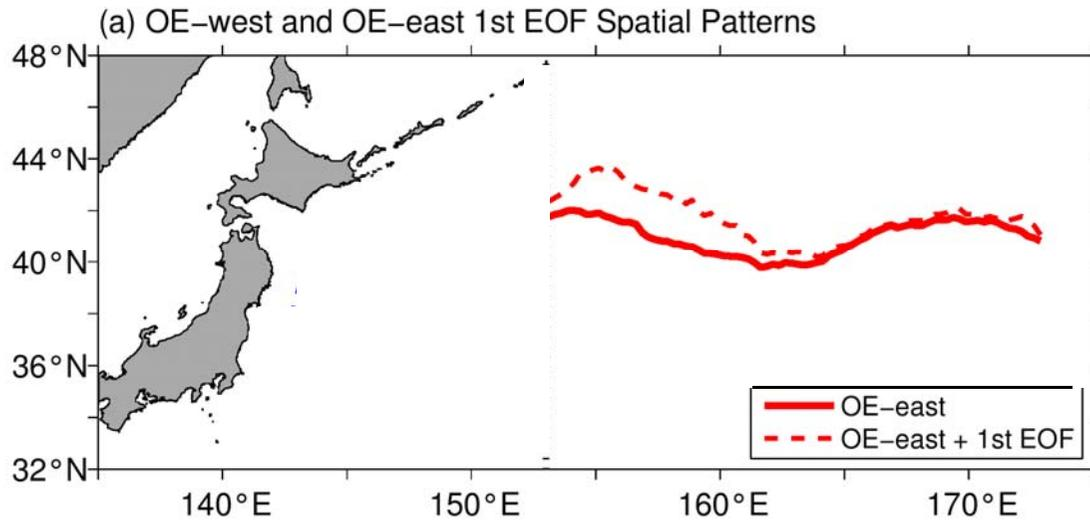 (a) OE−west and OE−east 1st EOF Spatial Patterns
48°N
44°N
40°N
36°N
32°N
OE−east
OE−east + 1st EOF
140°E 150°E 160°E 170°E